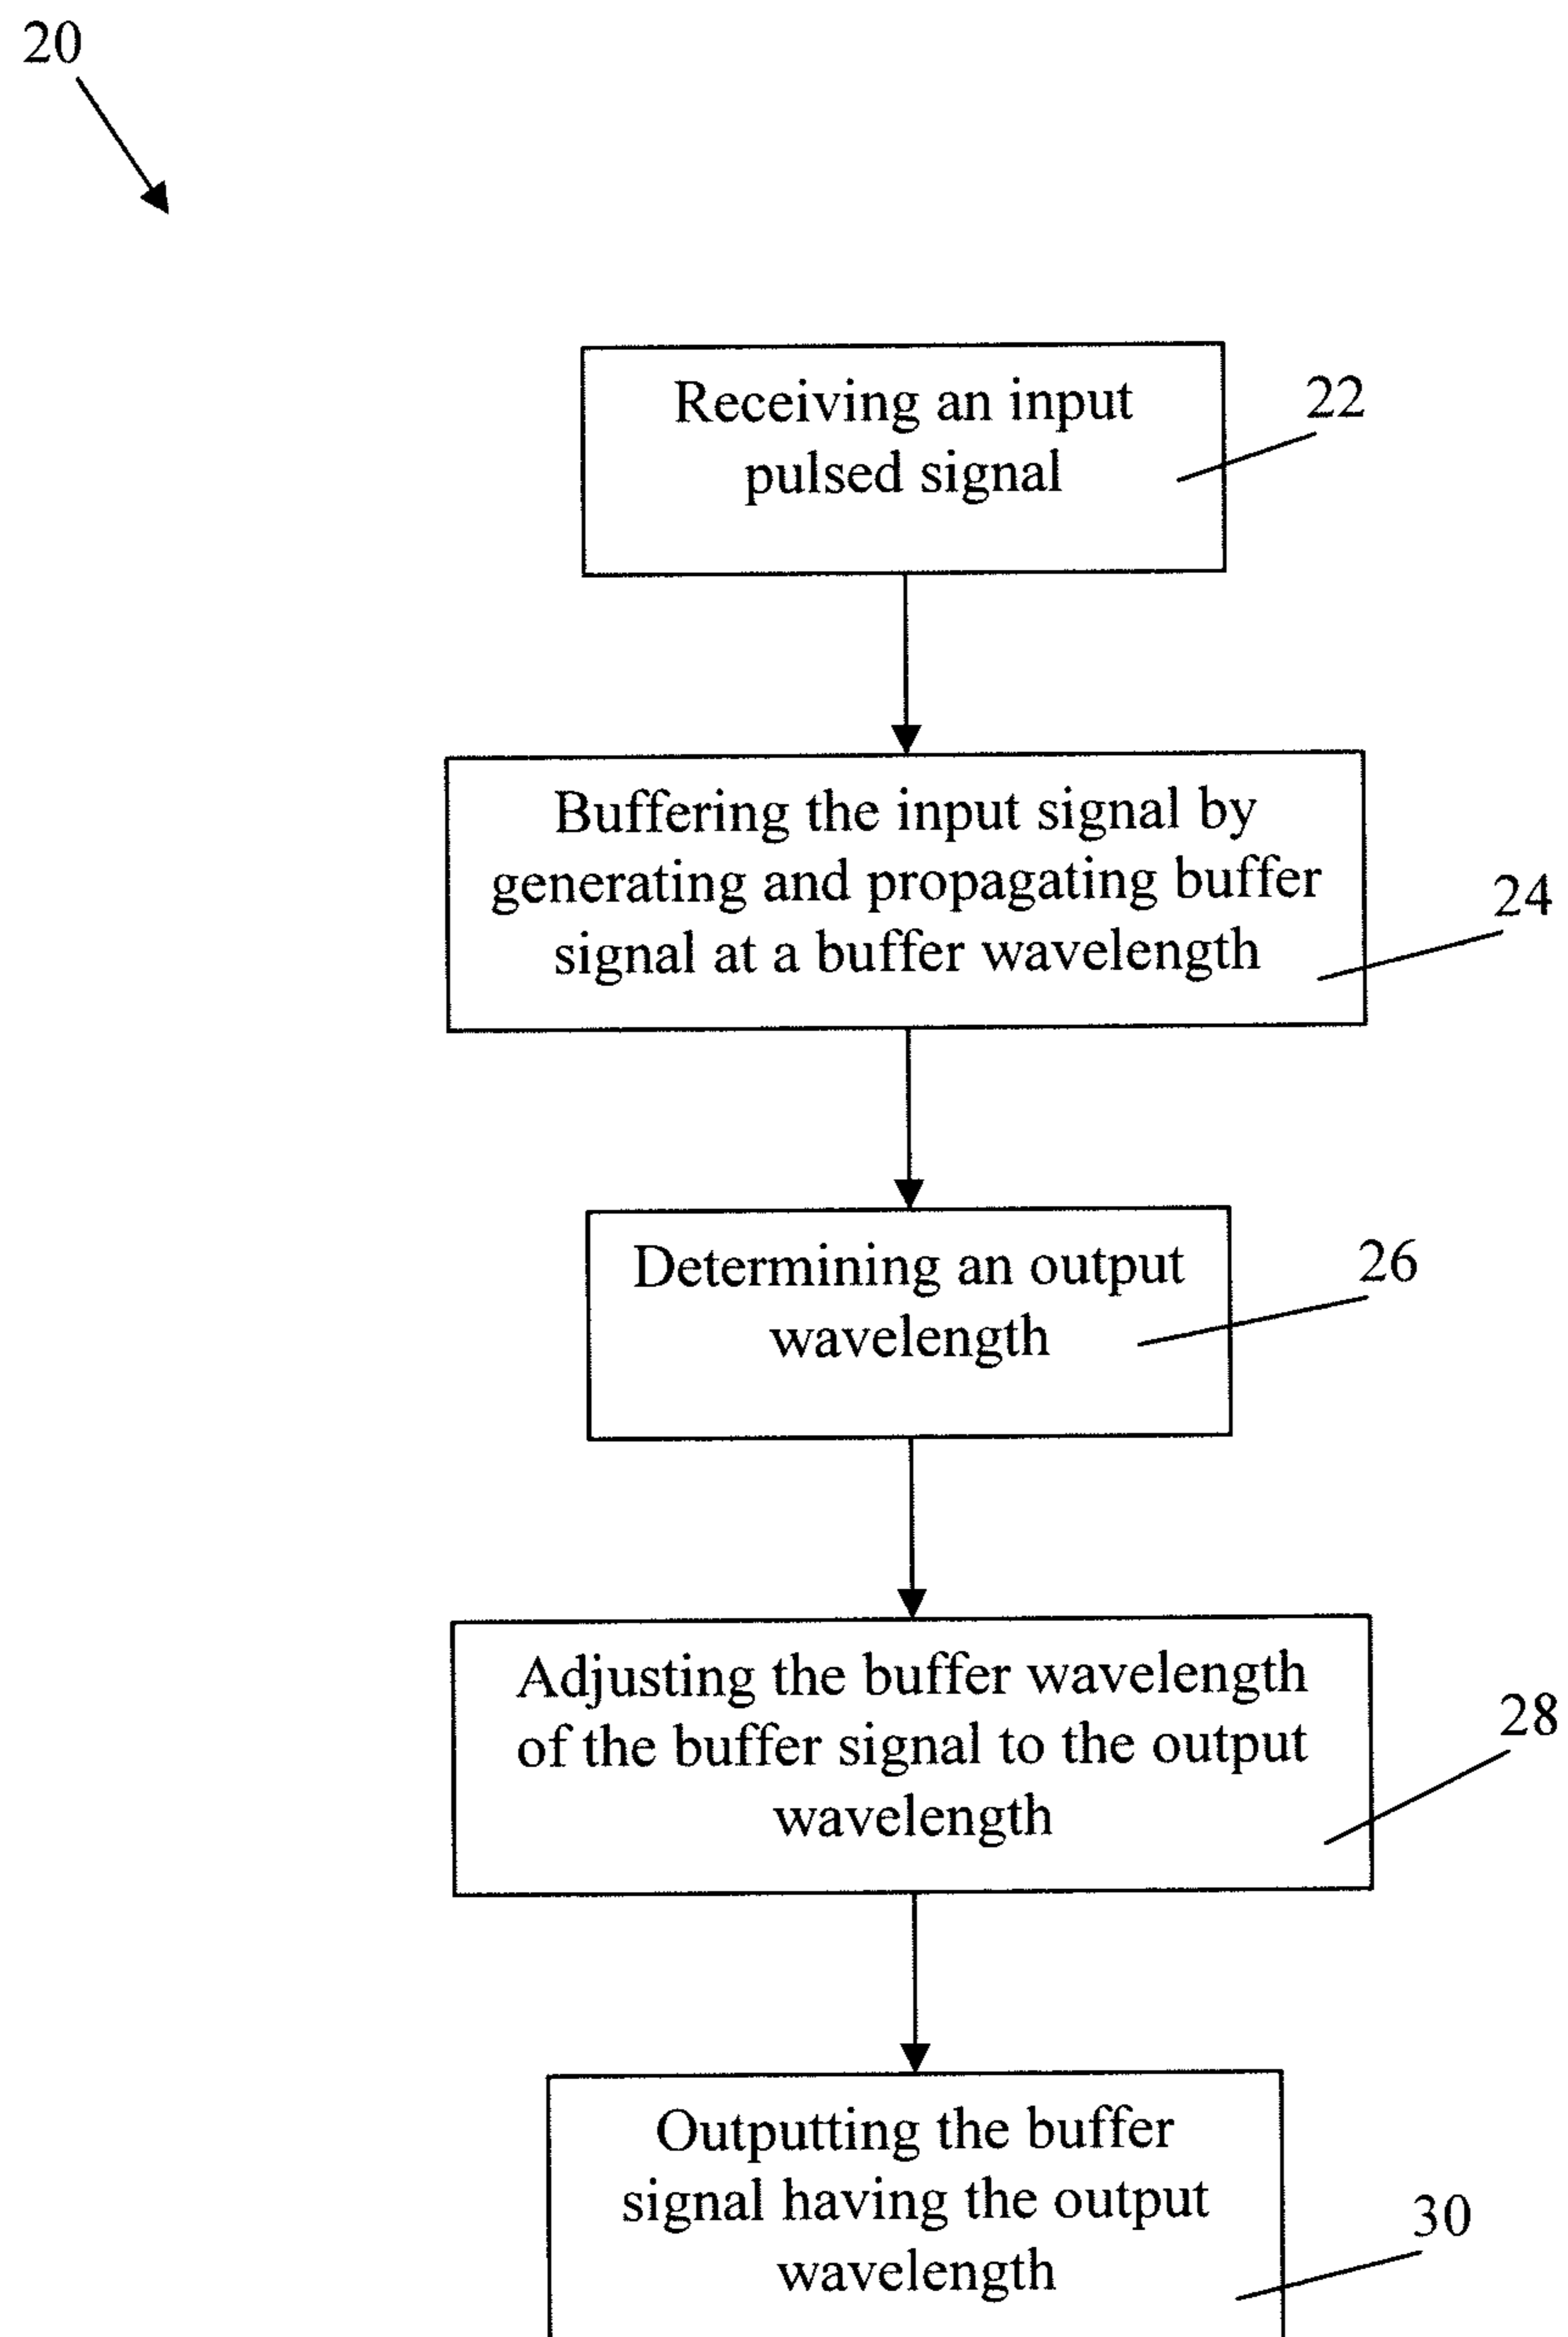 20
Receiving an input
pulsed signal
22
Buffering the input signal by
generating and propagating buffer
signal at a buffer wavelength
24
Determining an output
wavelength
26
Adjusting the buffer wavelength
of the buffer signal to the output
wavelength
28
Outputting the buffer
signal having the output
wavelength
30